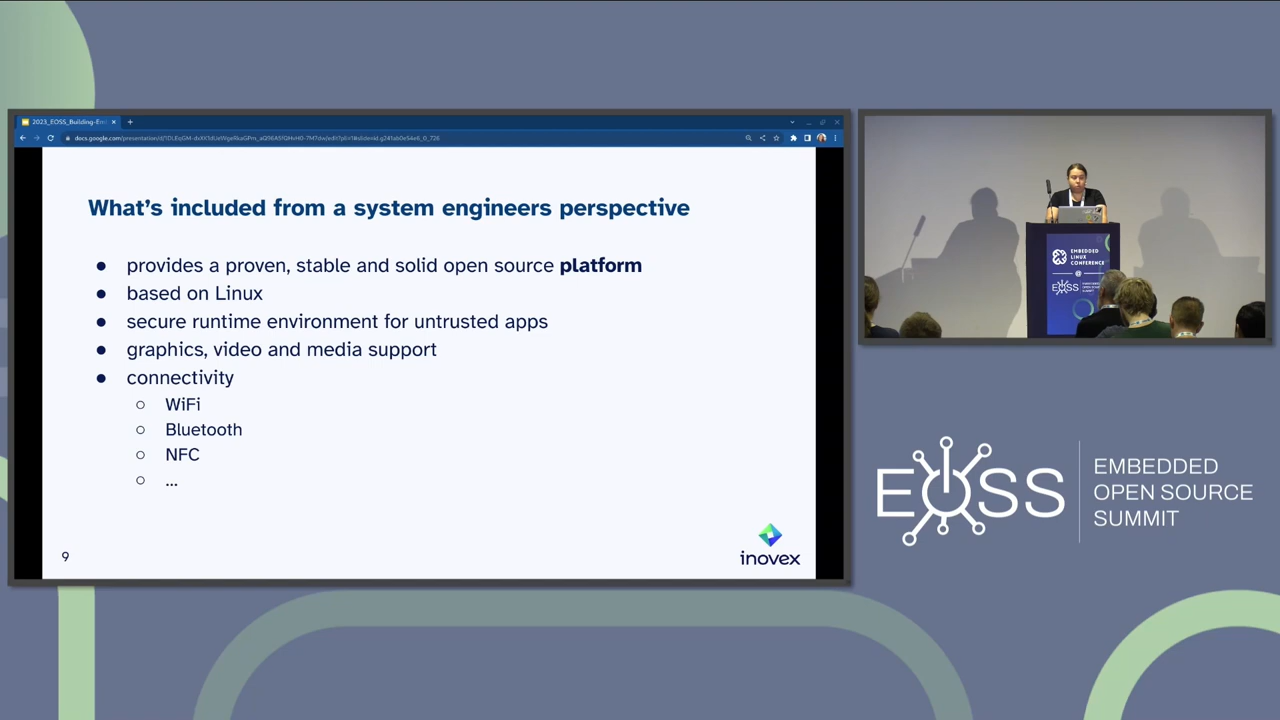 2023_EOSS_Building-Em
What's included from a system engineers perspective
● provides a proven, stable and solid open source platform
● based on Linux
● secure runtime environment for untrusted apps
● graphics, video and media support
● connectivity
○ WiFi
○ Bluetooth
○ NFC
○ ...
9
inovex
EMBEDDED
LINUX
CONFERENCE
@
EOSS
EOSS
EMBEDDED
OPEN SOURCE
SUMMIT